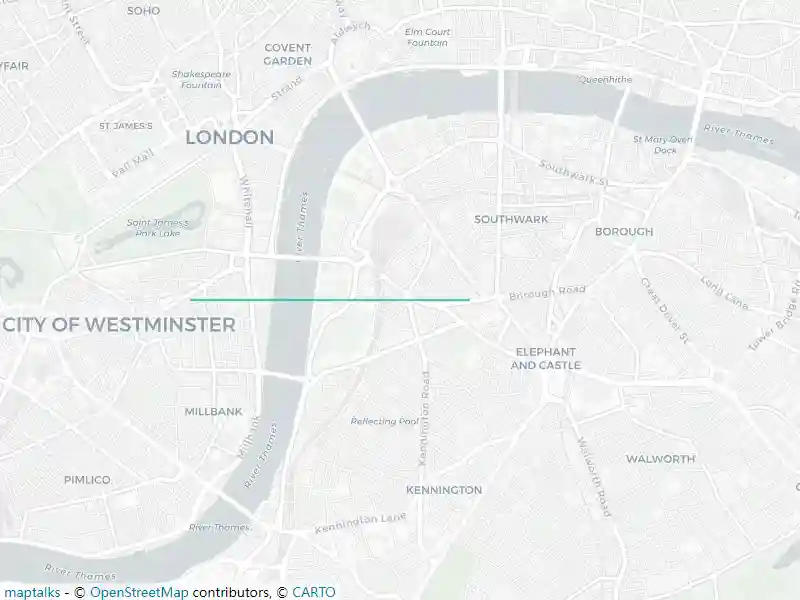 SOHO
COVENT
GARDEN
Aldwych
Elm Court
Fountain
Shakespeare
Fountain
Strand
Queenhithe
ST JAMES'S
LONDON
Pall Mall
River Thames
St Mary Overi
Dock
Southwark St
Whitehall
River Thames
Saint James's
Park Lake
SOUTHWARK
BOROUGH
Borough Road
Long Lane
Great Dover St
Tower Bridge Road
CITY OF WESTMINSTER
ELEPHANT
AND CASTLE
Kennington Road
MILLBANK
Millbank
River Thames
Reflecting Pool
Walworth Road
WALWORTH
PIMLICO
KENNINGTON
River Thames
Kennington Lane
River Thames
maptalks - © OpenStreetMap contributors, © CARTO